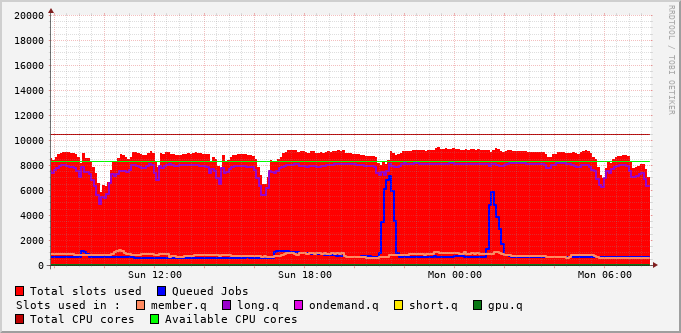 20000
18000
16000
14000
12000
10000
8000
6000
4000
2000
0
Sun 12:00 Sun 18:00 Mon 00:00 Mon 06:00
RRDTOOL / TOBI OETIKER
Total slots used Queued Jobs
Slots used in : member.q long.q ondemand.q short.q gpu.q
Total CPU cores Available CPU cores